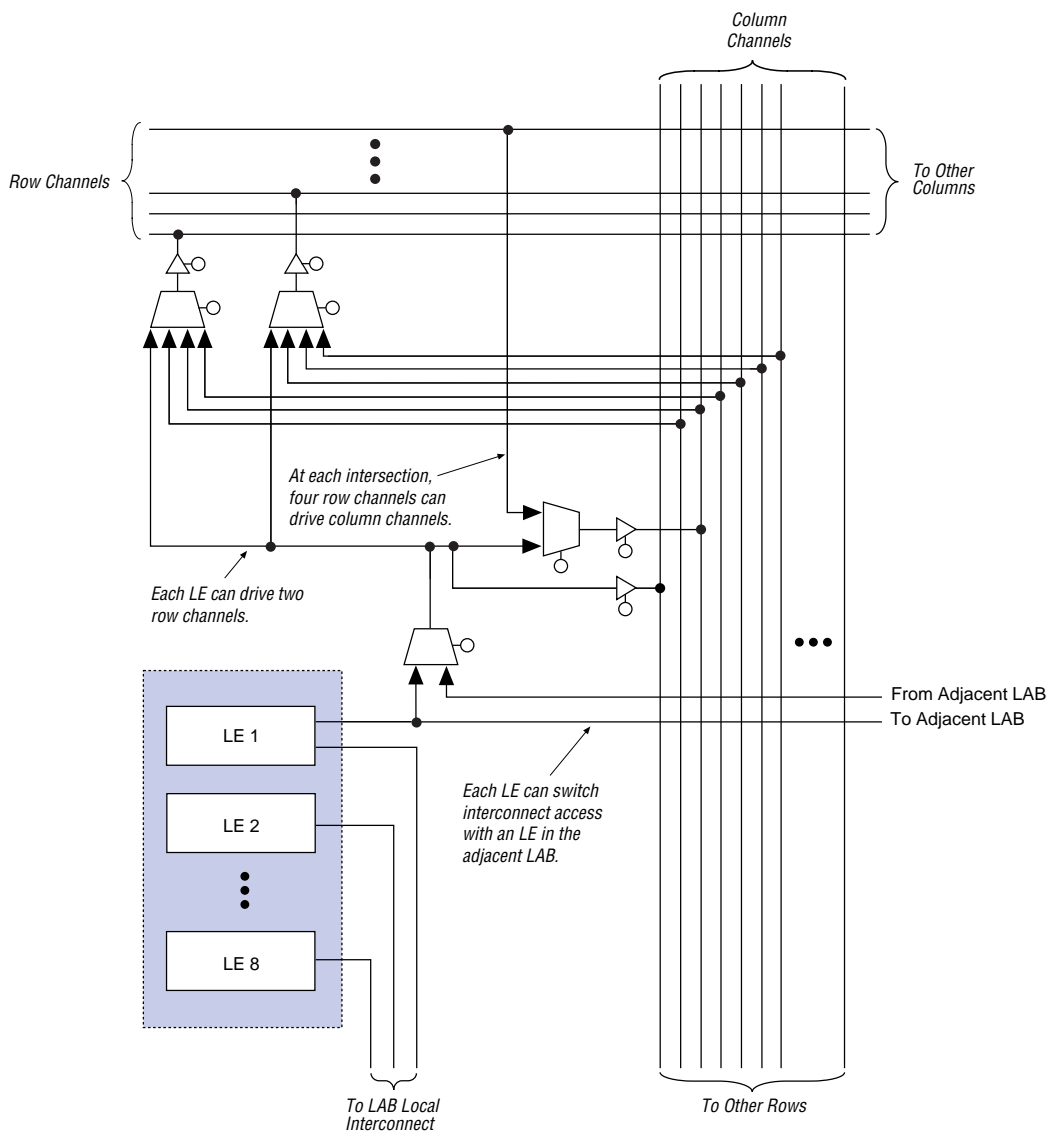 Column
Channels
Row Channels
To Other
Columns
At each intersection,
four row channels can
drive column channels.
Each LE can drive two
row channels.
From Adjacent LAB
To Adjacent LAB
LE 1
Each LE can switch
interconnect access
with an LE in the
adjacent LAB.
LE 2
LE 8
To LAB Local
Interconnect
To Other Rows